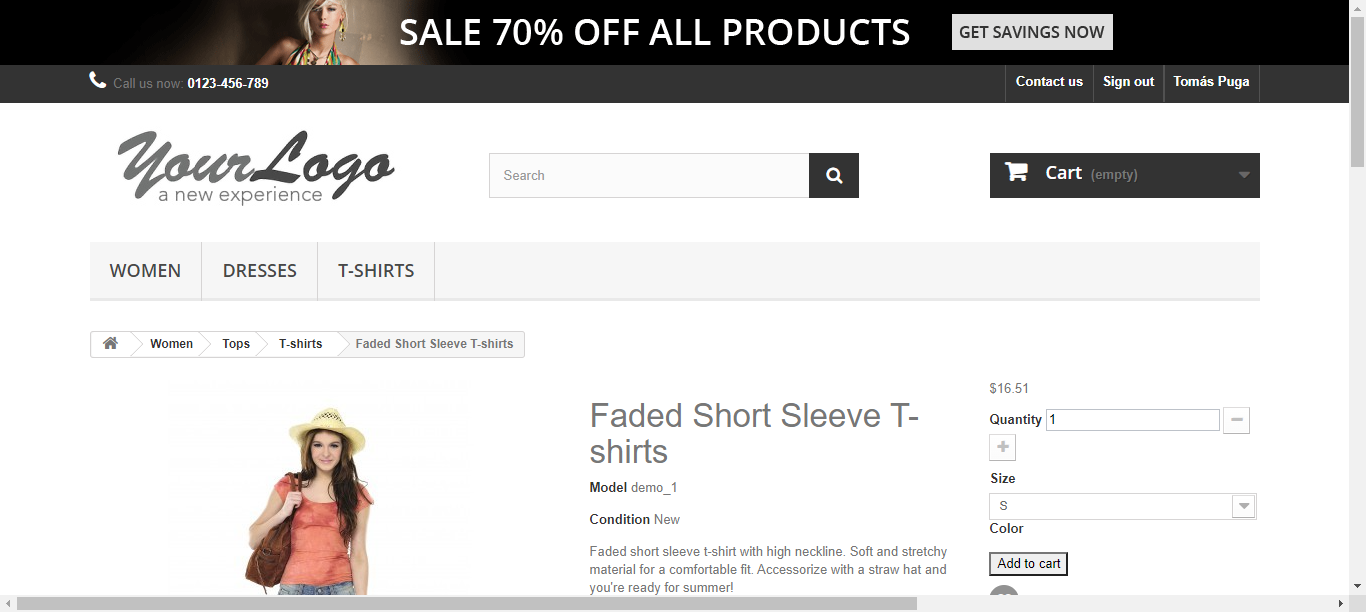 SALE 70% OFF ALL PRODUCTS
GET SAVINGS NOW
Call us now: 0123-456-789
Contact us
Sign out
Tomás Puga
YourLogo
a new experience
Search
Cart (empty)
WOMEN
DRESSES
T-SHIRTS
Women
Tops
T-shirts
Faded Short Sleeve T-shirts
Faded Short Sleeve T-
shirts
Model demo_1
Condition New
Faded short sleeve t-shirt with high neckline. Soft and stretchy
material for a comfortable fit. Accessorize with a straw hat and
you're ready for summer!
$16.51
Quantity 1
Size
S
Color
Add to cart